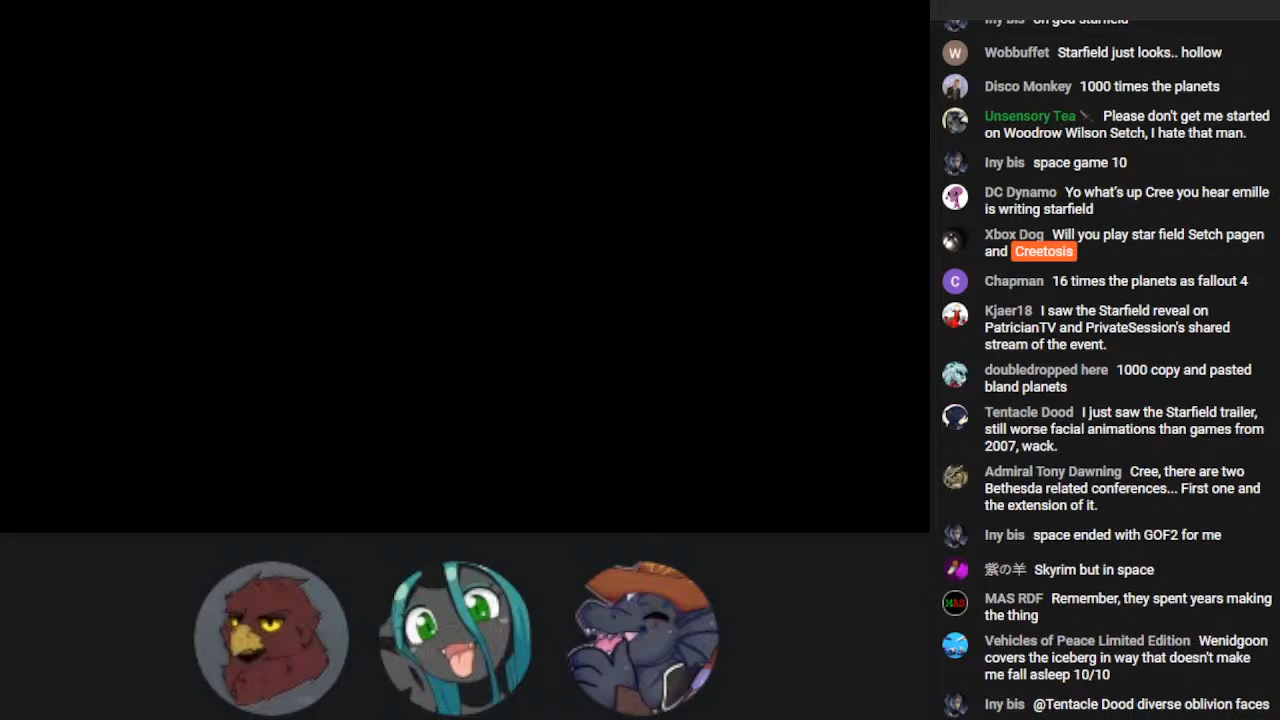 Iny bis oh god starfield
Wobbuffet Starfield just looks.. hollow
Disco Monkey 1000 times the planets
Unsensory Tea Please don't get me started
on Woodrow Wilson Setch, I hate that man.
Iny bis space game 10
DC Dynamo Yo what's up Cree you hear emille
is writing starfield
Xbox Dog Will you play star field Setch pagen
and Creetosis
C
Chapman 16 times the planets as fallout 4
Kjaer18 I saw the Starfield reveal on
PatricianTV and PrivateSession's shared
stream of the event.
doubledropped here 1000 copy and pasted
bland planets
Tentacle Dood I just saw the Starfield trailer,
still worse facial animations than games from
2007, wack.
Admiral Tony Dawning Cree, there are two
Bethesda related conferences... First one and
the extension of it.
Iny bis space ended with GOF2 for me
紫の羊 Skyrim but in space
MAS
MAS RDF Remember, they spent years making
the thing
Vehicles of Peace Limited Edition Wenidgoon
covers the iceberg in way that doesn't make
me fall asleep 10/10
Iny bis @Tentacle Dood diverse oblivion faces
W